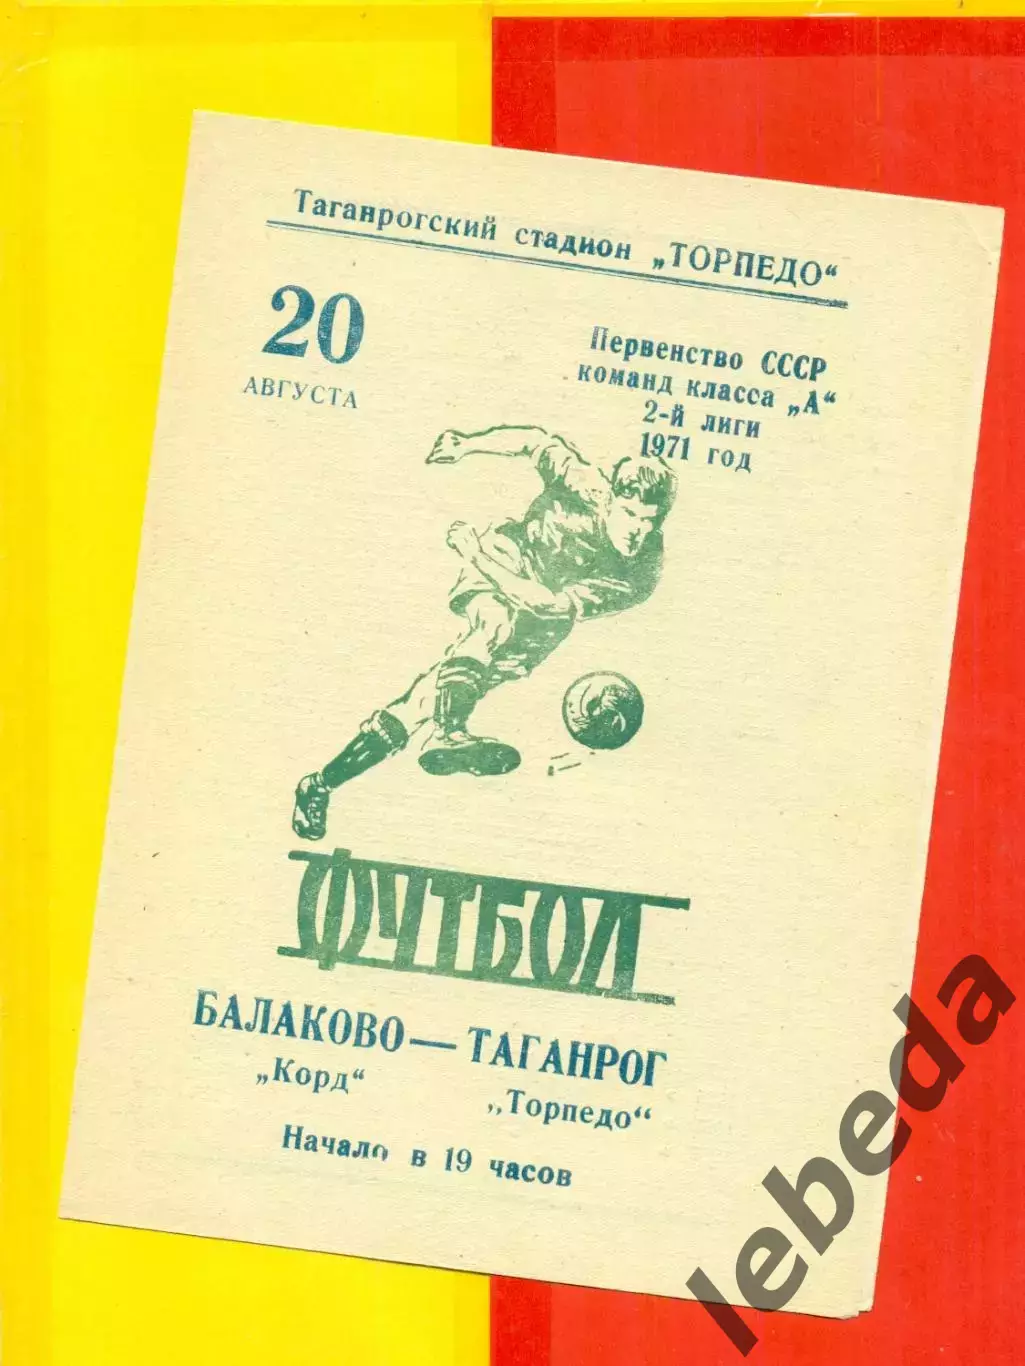 Таганрогский стадион „ТОРПЕДО“
20
АВГУСТА
Первенство СССР
команд класса „А“
2-й лиги
1971 год
ФУТБОЛ
БАЛАКОВО — ТАГАНРОГ
„Корд“ „Торпедо“
Начало в 19 часов
lebeda